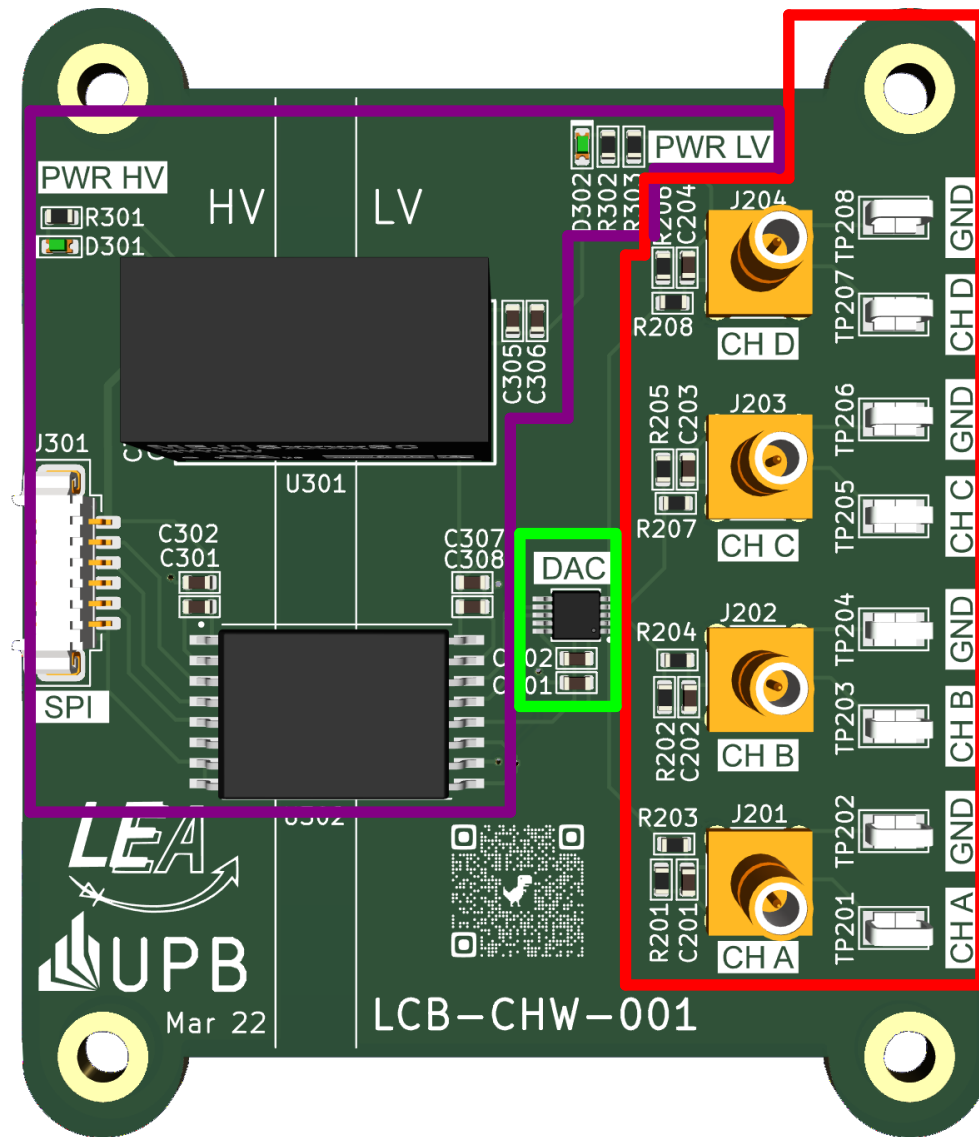 PWR HV
R301
D301
HV
LV
D302
R302
R303
PWR LV
R206
C204
J204
TP208
GND
TP207
CH D
R208
CH D
C305
C306
R205
C203
J203
TP206
GND
TP205
CH C
R207
CH C
J301
U301
C302
C301
C307
C308
DAC
SPI
R204
J202
TP204
GND
TP203
CH B
R202
C202
CH B
R203
J201
TP202
GND
TP201
CH A
R201
C201
CH A
LEA
UPB
Mar 22
LCB-CHW-001